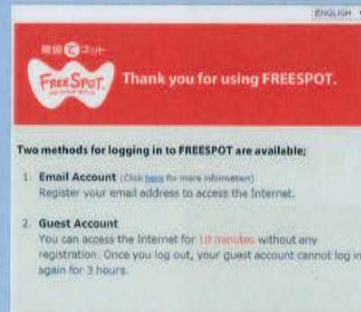 ENGLISH
FREESPOT.
Thank you for using FREESPOT.
Two methods for logging in to FREESPOT are available;
1. Email Account (Click here for more information)
Register your email address to access the Internet.
2. Guest Account
You can access the Internet for 10 minutes without any
registration. Once you log out, your guest account cannot log in
again for 3 hours.